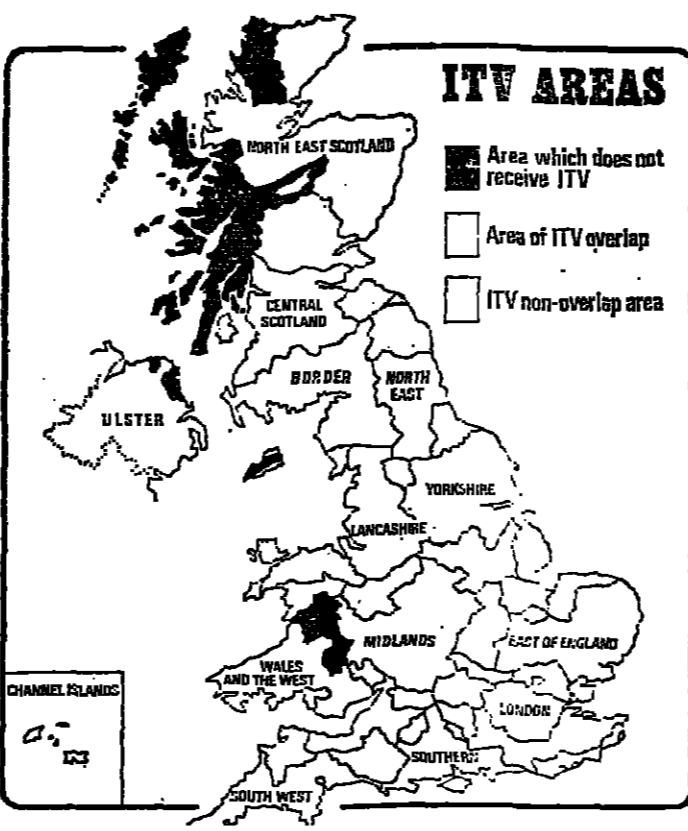 ITV AREAS
Area which does not
receive ITV
Area of ITV overlap
ITV non-overlap area
NORTH EAST SCOTLAND
CENTRAL
SCOTLAND
BORDER
NORTH
EAST
ULSTER
YORKSHIRE
LANCASHIRE
MIDLANDS
EAST OF ENGLAND
WALES
AND THE WEST
CHANNEL ISLANDS
LONDON
SOUTHERN
SOUTH WEST